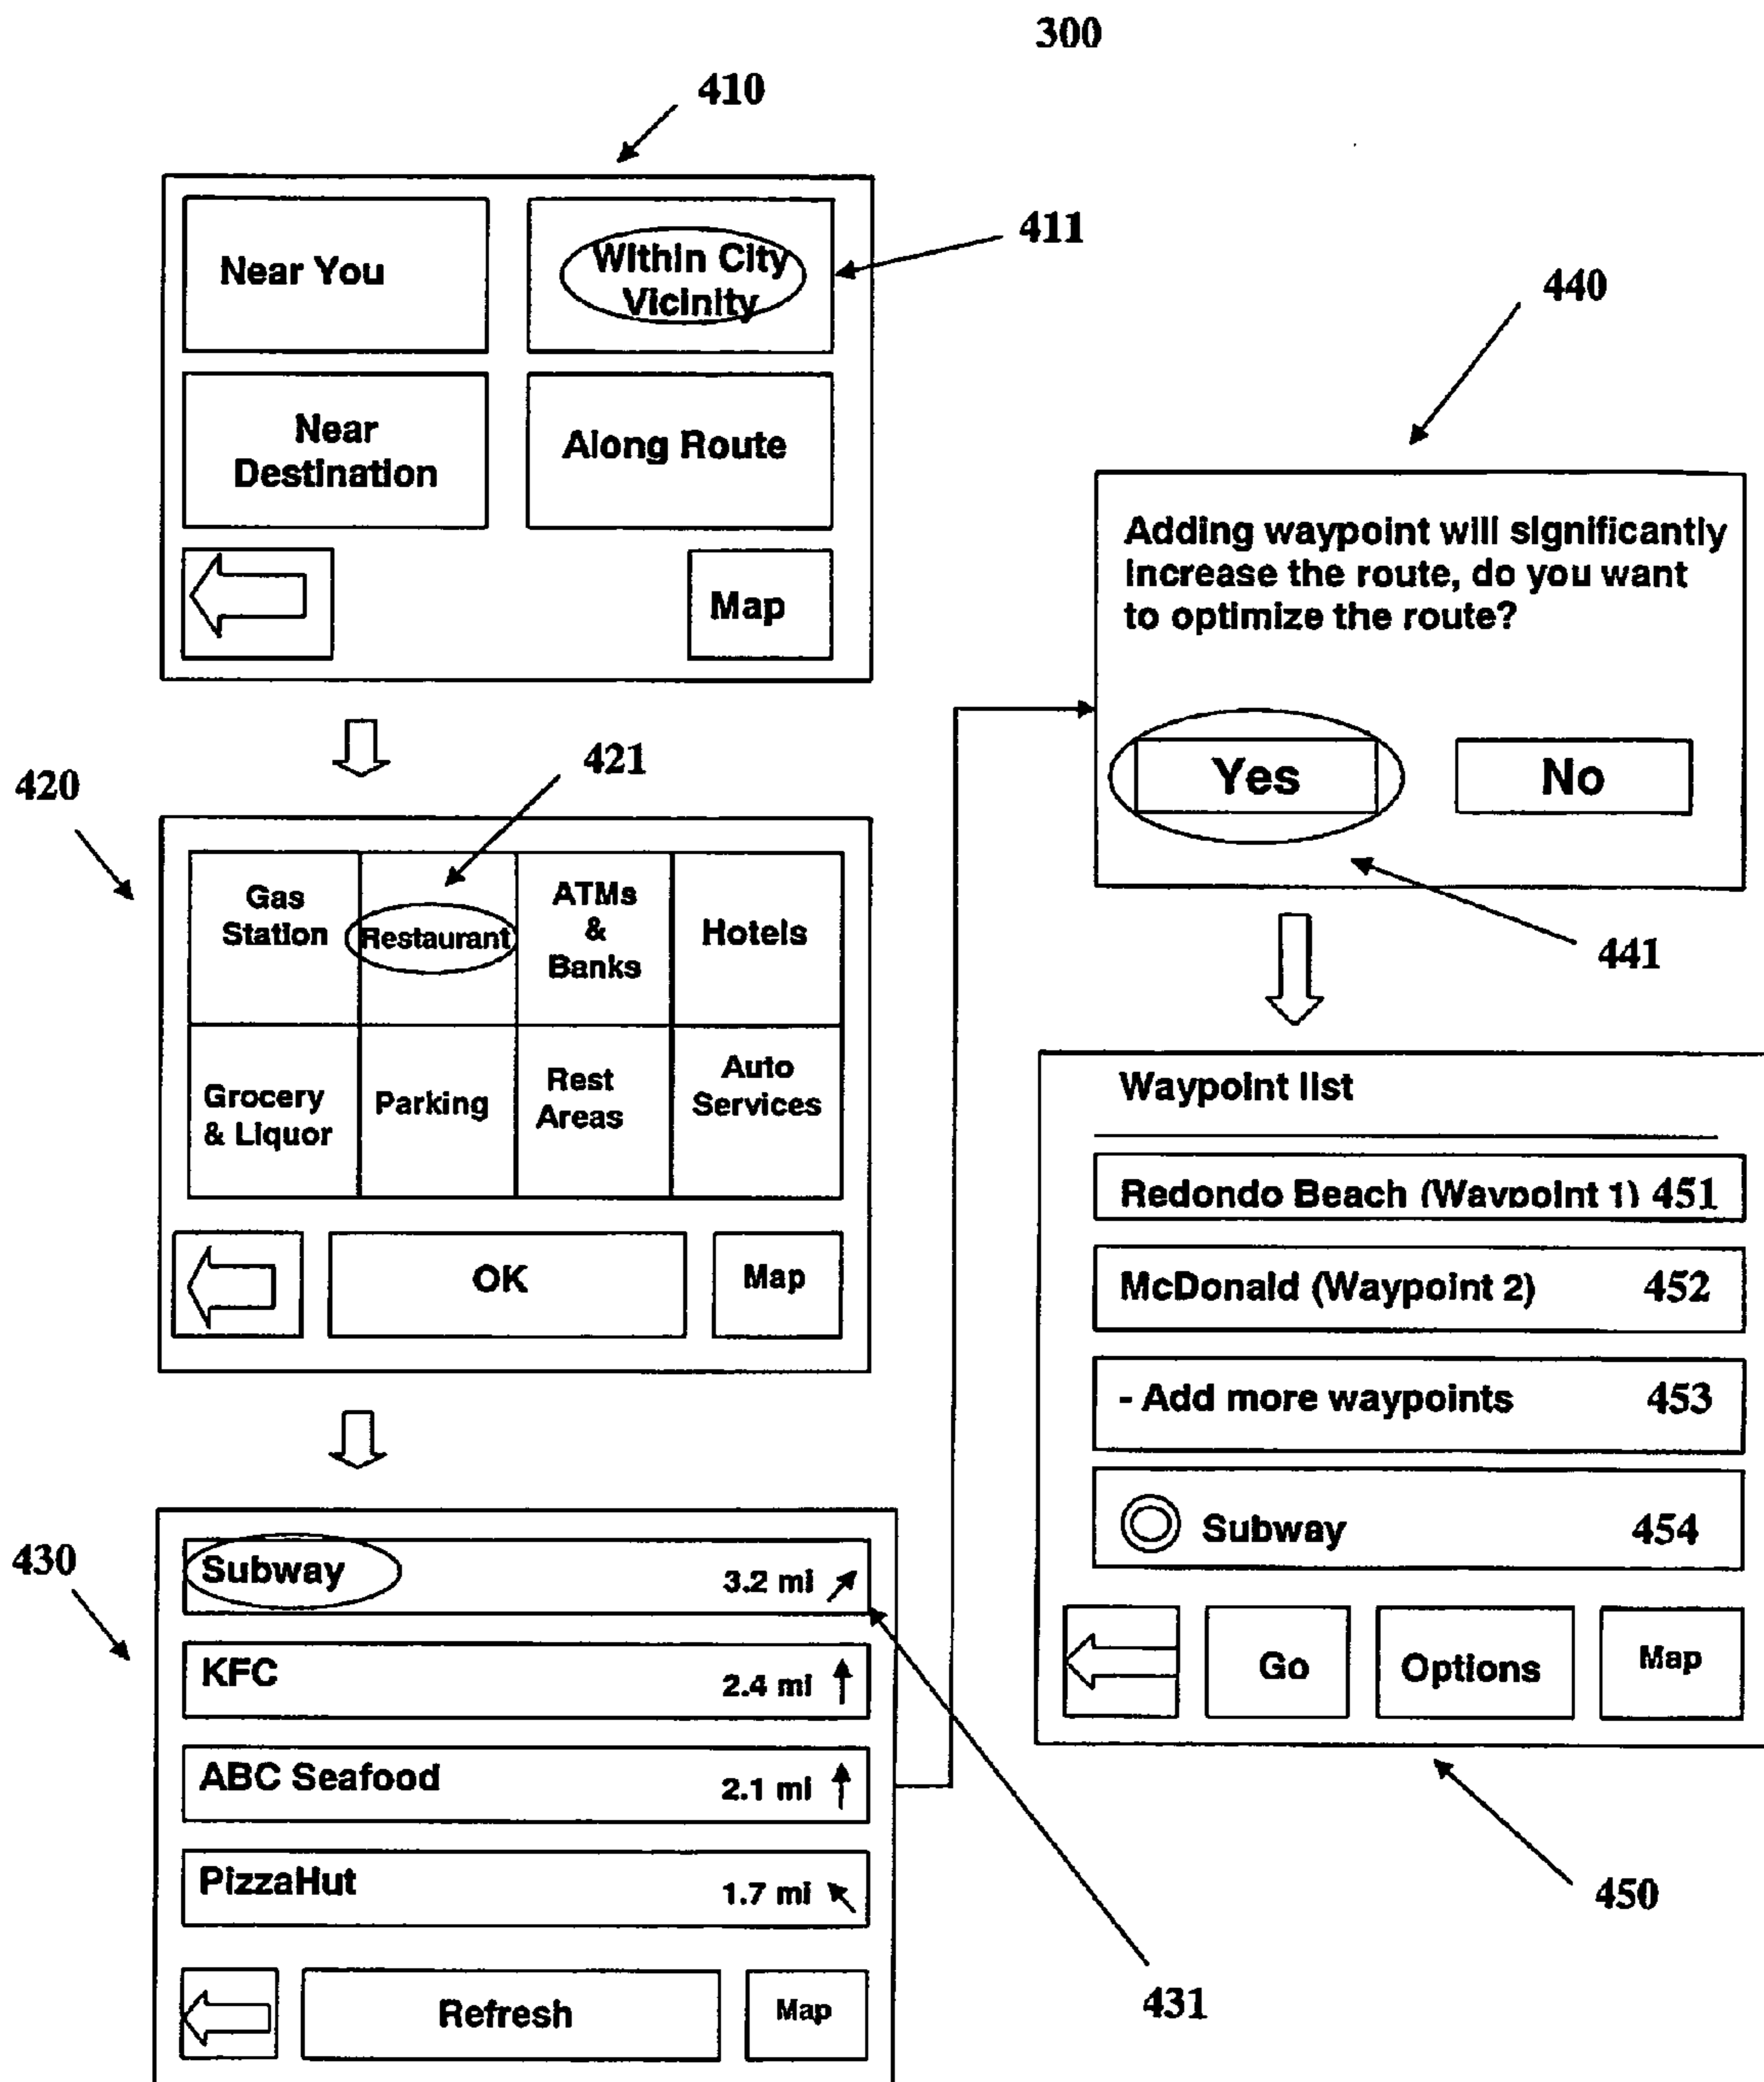 300
410
Near You
Within City
Vicinity
411
Near
Destination
Along Route
Map
420
421
Gas
Station
Restaurant
ATMs
&
Banks
Hotels
Grocery
& Liquor
Parking
Rest
Areas
Auto
Services
OK
Map
430
Subway 3.2 mi
KFC 2.4 mi
ABC Seafood 2.1 mi
PizzaHut 1.7 mi
Refresh
Map
431
440
Adding waypoint will significantly
increase the route, do you want
to optimize the route?
Yes
No
441
Waypoint list
Redondo Beach (Waypoint 1) 451
McDonald (Waypoint 2) 452
- Add more waypoints 453
Subway 454
Go
Options
Map
450